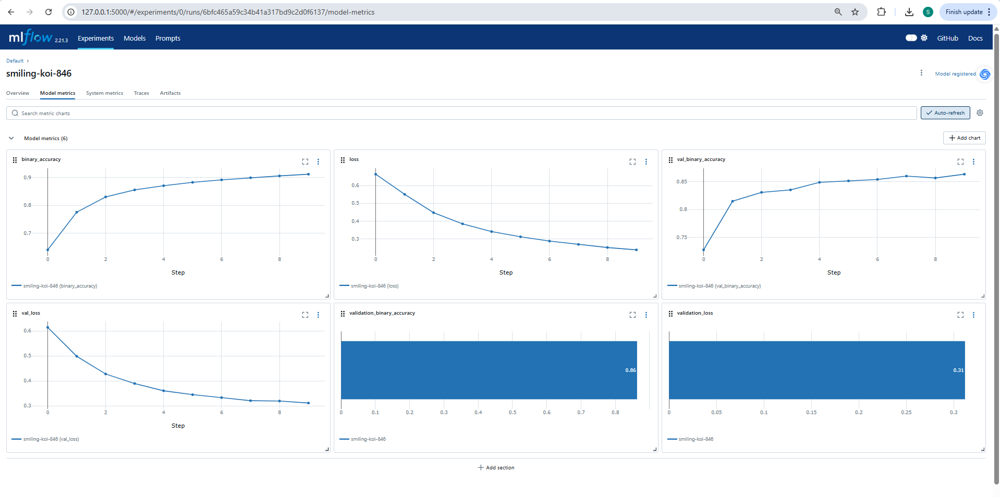 127.0.0.1:5000/#/experiments/0/runs/6bfc465a59c34b41a317bd9c2d0f6137/model-metrics
S
Finish update
mlflow 2.21.3
Experiments
Models
Prompts
GitHub
Docs
Default
smiling-koi-846
Model registered
Overview
Model metrics
System metrics
Traces
Artifacts
Search metric charts
Auto-refresh
Model metrics (6)
Add chart
binary_accuracy
0.9
0.8
0.7
0 2 4 6 8
Step
smiling-koi-846 (binary_accuracy)
loss
0.6
0.5
0.4
0.3
0 2 4 6 8
Step
smiling-koi-846 (loss)
val_binary_accuracy
0.85
0.8
0.75
0 2 4 6 8
Step
smiling-koi-846 (val_binary_accuracy)
val_loss
0.6
0.5
0.4
0.3
0 2 4 6 8
Step
smiling-koi-846 (val_loss)
validation_binary_accuracy
0.86
0 0.1 0.2 0.3 0.4 0.5 0.6 0.7 0.8
smiling-koi-846
validation_loss
0.31
0 0.05 0.1 0.15 0.2 0.25 0.3
smiling-koi-846
Add section